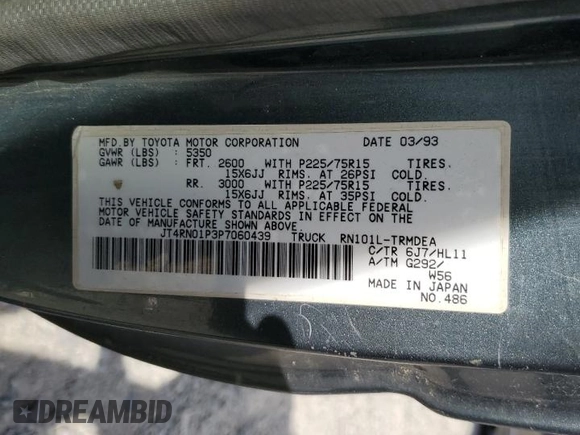 MFD.BY TOYOTA MOTOR CORPORATION DATE 03/93
GVWR (LBS) : 5350
GAWR (LBS) : FRT. 2600 WITH P225/75R15 TIRES.
15X6JJ RIMS. AT 26PSI COLD.
RR. 3000 WITH P225/75R15 TIRES.
15X6JJ RIMS. AT 35PSI COLD.
THIS VEHICLE CONFORMS TO ALL APPLICABLE FEDERAL
MOTOR VEHICLE SAFETY STANDARDS IN EFFECT ON THE
DATE OF MANUFACTURE SHOWN ABOVE.
JT4RN01P3P7060439 TRUCK RN101L-TRMDEA
C/TR 6J7/HL11
A/TM G292/
W56
MADE IN JAPAN
NO.486
DREAMBID